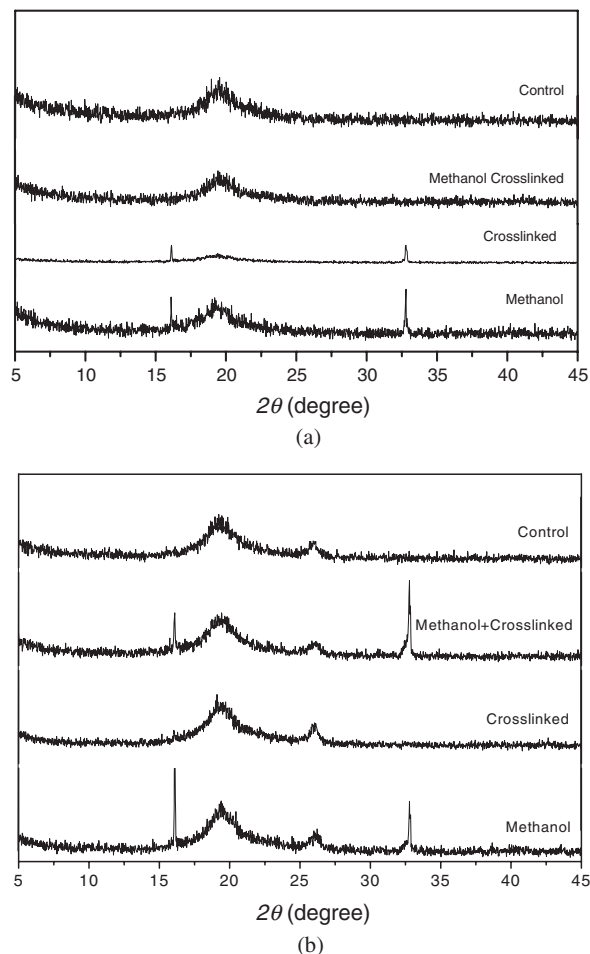 Control
Methanol Crosslinked
Crosslinked
Methanol
5 10 15 20 25 30 35 40 45
2θ (degree)
(a)
Control
Methanol+Crosslinked
Crosslinked
Methanol
5 10 15 20 25 30 35 40 45
2θ (degree)
(b)